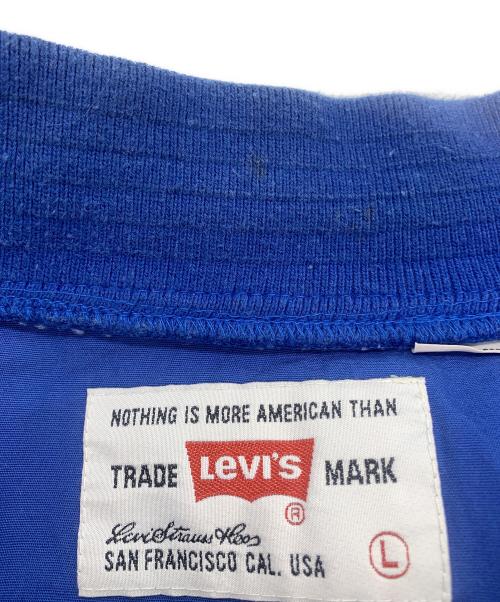 NOTHING IS MORE AMERICAN THAN
TRADE Levi's MARK
®
Levi Strauss & Co
SAN FRANCISCO CAL. USA
L